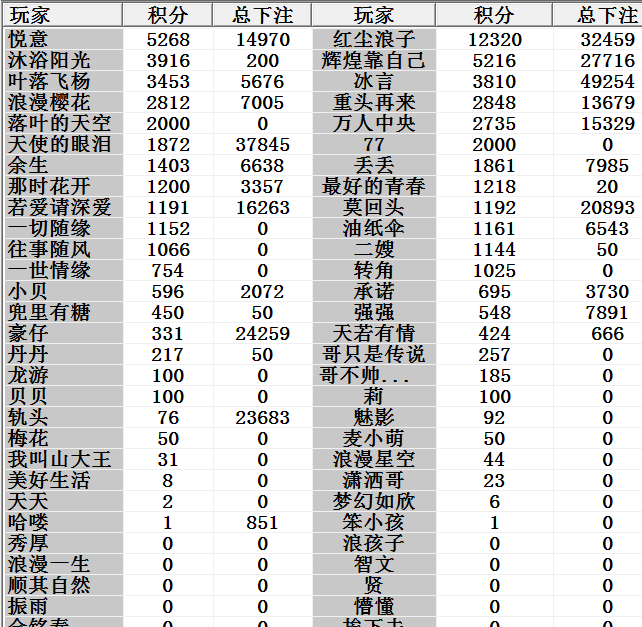 玩家 积分 总下注 玩家 积分 总下注
悦意 5268 14970 红尘浪子 12320 32459
沐浴阳光 3916 200 辉煌靠自己 5216 27716
叶落飞杨 3453 5676 冰言 3810 49254
浪漫樱花 2812 7005 重头再来 2848 13679
落叶的天空 2000 0 万人中央 2735 15329
天使的眼泪 1872 37845 77 2000 0
余生 1403 6638 丢丢 1861 7985
那时花开 1200 3357 最好的青春 1218 20
若爱请深爱 1191 16263 莫回头 1192 20893
一切随缘 1152 0 油纸伞 1161 6543
往事随风 1066 0 二嫂 1144 50
一世情缘 754 0 转角 1025 0
小贝 596 2072 承诺 695 3730
兜里有糖 450 50 强强 548 7891
豪仔 331 24259 天若有情 424 666
丹丹 217 50 哥只是传说 257 0
龙游 100 0 哥不帅... 185 0
贝贝 100 0 莉 100 0
轨头 76 23683 魅影 92 0
梅花 50 0 麦小萌 50 0
我叫山大王 31 0 浪漫星空 44 0
美好生活 8 0 潇洒哥 23 0
天天 2 0 梦幻如欣 6 0
哈喽 1 851 笨小孩 1 0
秀厚 0 0 浪孩子 0 0
浪漫一生 0 0 智文 0 0
顺其自然 0 0 贤 0 0
振雨 0 0 懵懂 0 0